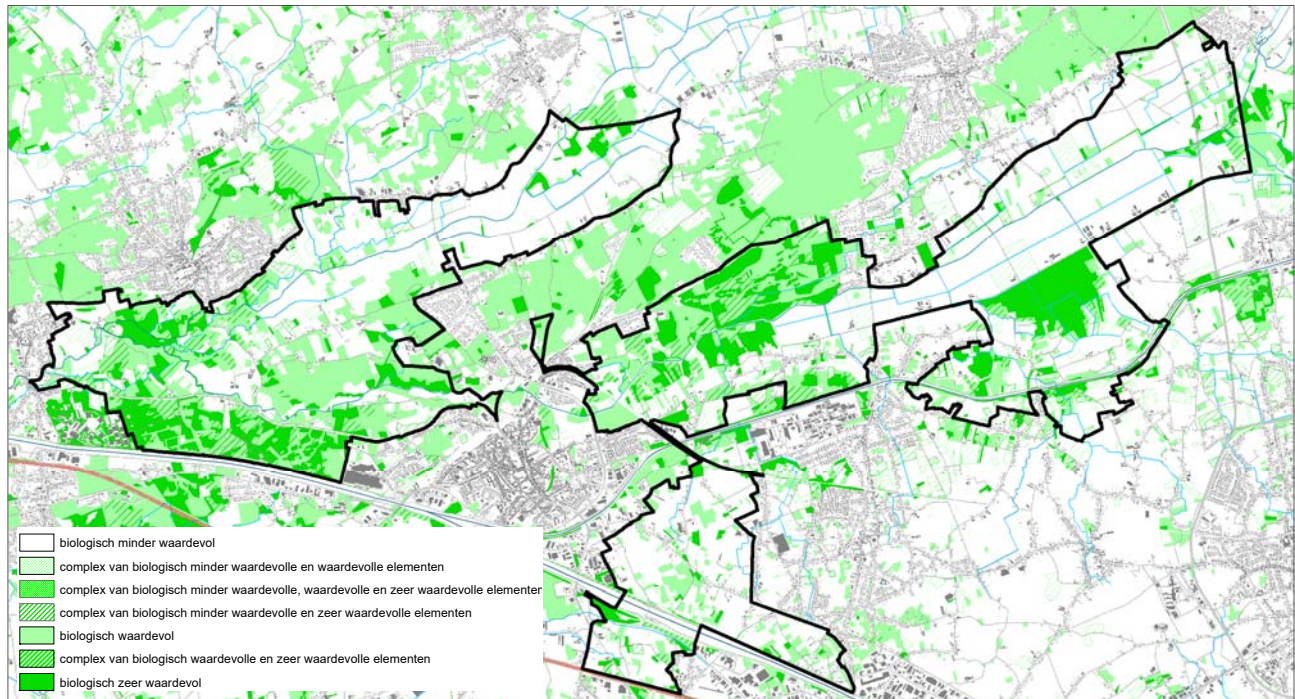 biologisch minder waardevol
complex van biologisch minder waardevolle en waardevolle elementen
complex van biologisch minder waardevolle, waardevolle en zeer waardevolle elementen
complex van biologisch minder waardevolle en zeer waardevolle elementen
biologisch waardevol
complex van biologisch waardevolle en zeer waardevolle elementen
biologisch zeer waardevol